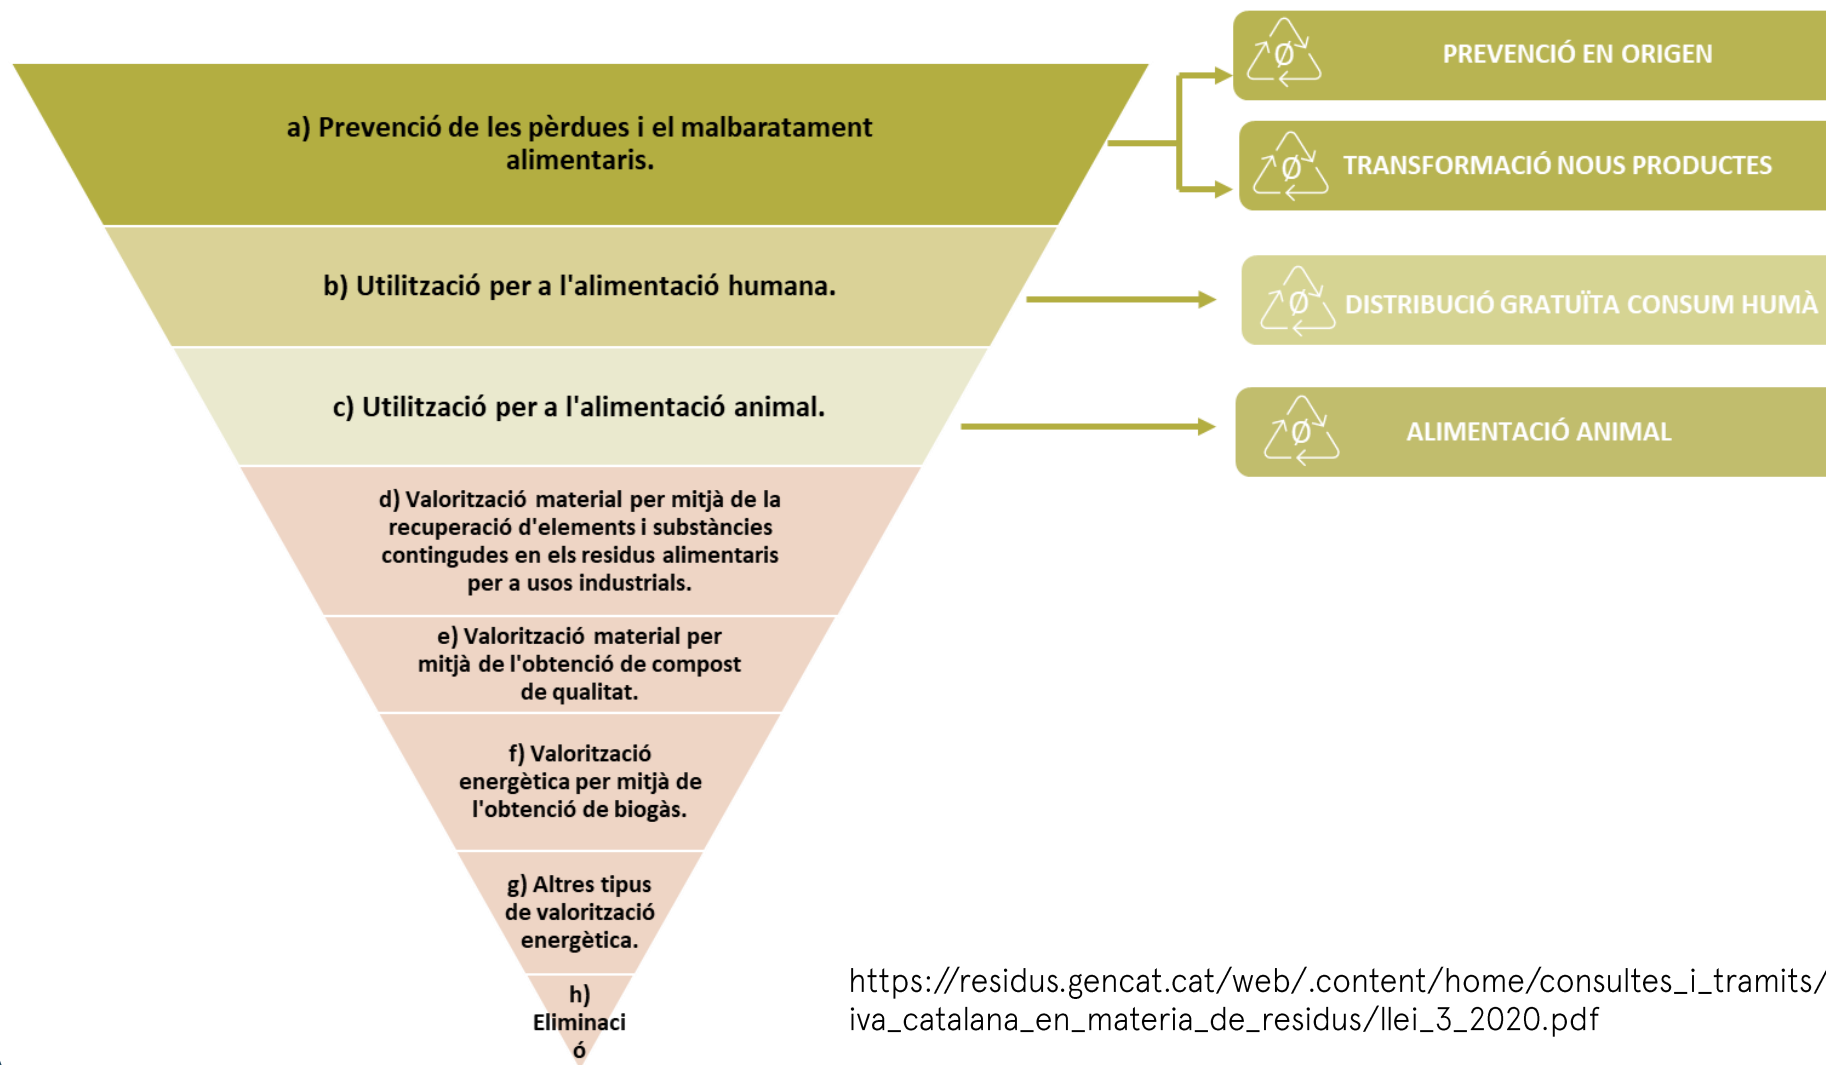 a) Prevenció de les pèrdues i el malbaratament
alimentaris.
b) Utilització per a l'alimentació humana.
c) Utilització per a l'alimentació animal.
d) Valorització material per mitjà de la
recuperació d'elements i substàncies
contingudes en els residus alimentaris
per a usos industrials.
e) Valorització material per
mitjà de l'obtenció de compost
de qualitat.
f) Valorització
energètica per mitjà de
l'obtenció de biogàs.
g) Altres tipus
de valorització
energètica.
h)
Eliminaci
ó
Ø PREVENCIÓ EN ORIGEN
Ø TRANSFORMACIÓ NOUS PRODUCTES
Ø DISTRIBUCIÓ GRATUÏTA CONSUM HUMÀ
Ø ALIMENTACIÓ ANIMAL
https://residus.gencat.cat/web/.content/home/consultes_i_tramits/
iva_catalana_en_materia_de_residus/llei_3_2020.pdf